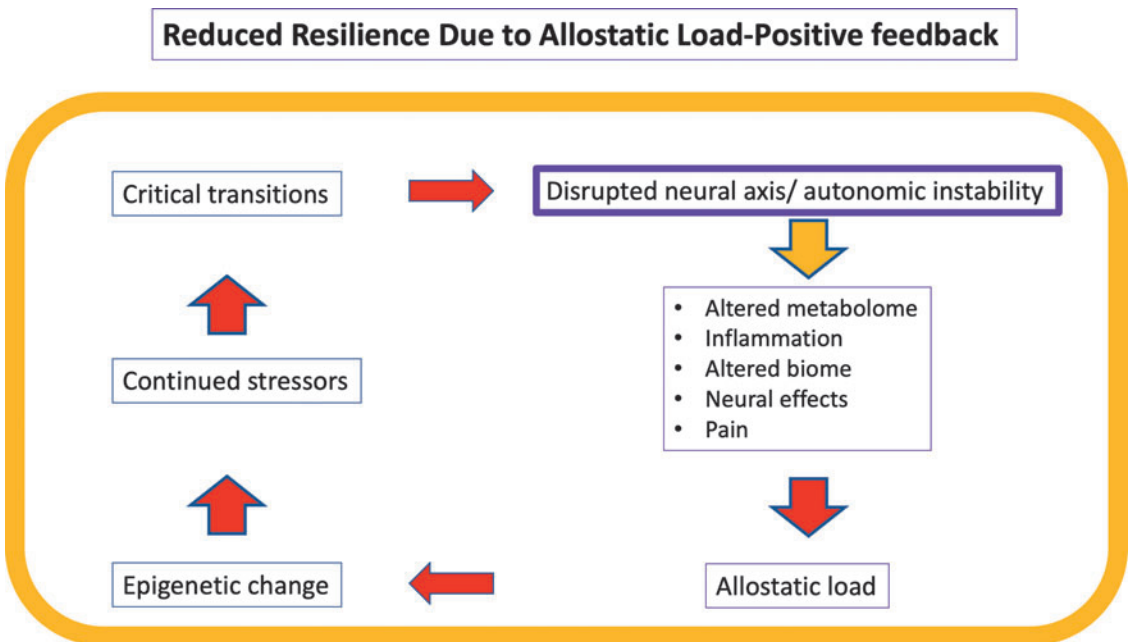 Reduced Resilience Due to Allostatic Load-Positive feedback
Critical transitions
Disrupted neural axis/ autonomic instability
• Altered metabolome
• Inflammation
• Altered biome
• Neural effects
• Pain
Continued stressors
Epigenetic change
Allostatic load